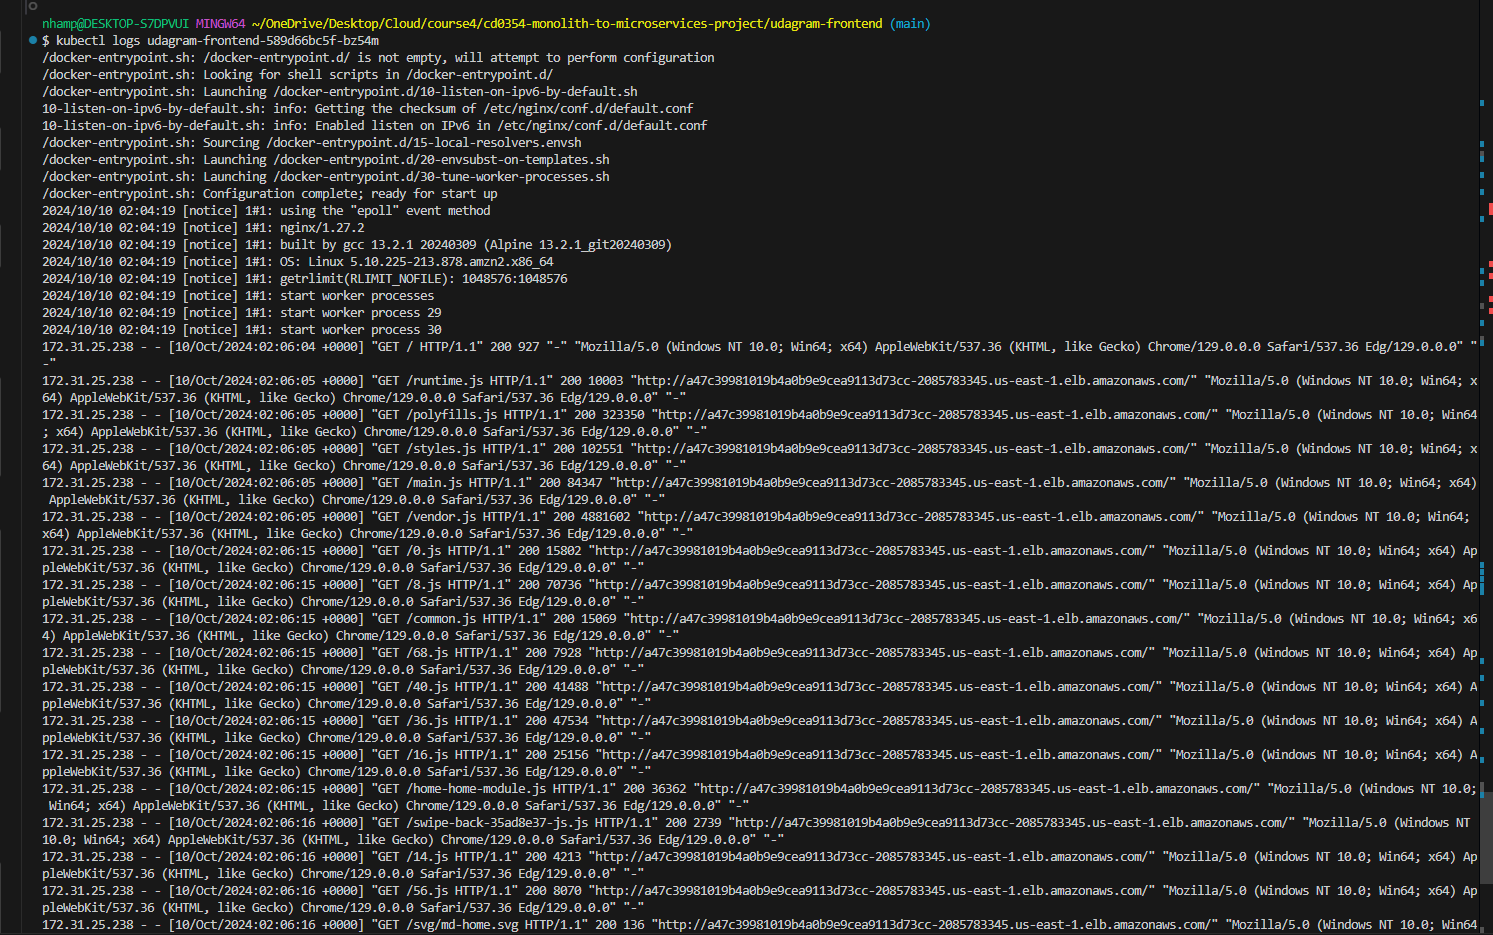 nhamp@DESKTOP-S7DPVUI MINGW64 ~/OneDrive/Desktop/Cloud/course4/cd0354-monolith-to-microservices-project/udagram-frontend (main)
$ kubectl logs udagram-frontend-589d66bc5f-bz54m
/docker-entrypoint.sh: /docker-entrypoint.d/ is not empty, will attempt to perform configuration
/docker-entrypoint.sh: Looking for shell scripts in /docker-entrypoint.d/
/docker-entrypoint.sh: Launching /docker-entrypoint.d/10-listen-on-ipv6-by-default.sh
10-listen-on-ipv6-by-default.sh: info: Getting the checksum of /etc/nginx/conf.d/default.conf
10-listen-on-ipv6-by-default.sh: info: Enabled listen on IPv6 in /etc/nginx/conf.d/default.conf
/docker-entrypoint.sh: Sourcing /docker-entrypoint.d/15-local-resolvers.envsh
/docker-entrypoint.sh: Launching /docker-entrypoint.d/20-envsubst-on-templates.sh
/docker-entrypoint.sh: Launching /docker-entrypoint.d/30-tune-worker-processes.sh
/docker-entrypoint.sh: Configuration complete; ready for start up
2024/10/10 02:04:19 [notice] 1#1: using the "epoll" event method
2024/10/10 02:04:19 [notice] 1#1: nginx/1.27.2
2024/10/10 02:04:19 [notice] 1#1: built by gcc 13.2.1 20240309 (Alpine 13.2.1_git20240309)
2024/10/10 02:04:19 [notice] 1#1: OS: Linux 5.10.225-213.878.amzn2.x86_64
2024/10/10 02:04:19 [notice] 1#1: getrlimit(RLIMIT_NOFILE): 1048576:1048576
2024/10/10 02:04:19 [notice] 1#1: start worker processes
2024/10/10 02:04:19 [notice] 1#1: start worker process 29
2024/10/10 02:04:19 [notice] 1#1: start worker process 30
172.31.25.238 - - [10/Oct/2024:02:06:04 +0000] "GET / HTTP/1.1" 200 927 "-" "Mozilla/5.0 (Windows NT 10.0; Win64; x64) AppleWebKit/537.36 (KHTML, like Gecko) Chrome/129.0.0.0 Safari/537.36 Edg/129.0.0.0" "
-"
172.31.25.238 - - [10/Oct/2024:02:06:05 +0000] "GET /runtime.js HTTP/1.1" 200 10003 "http://a47c39981019b4a0b9e9cea9113d73cc-2085783345.us-east-1.elb.amazonaws.com/" "Mozilla/5.0 (Windows NT 10.0; Win64; x
64) AppleWebKit/537.36 (KHTML, like Gecko) Chrome/129.0.0.0 Safari/537.36 Edg/129.0.0.0" "-"
172.31.25.238 - - [10/Oct/2024:02:06:05 +0000] "GET /polyfills.js HTTP/1.1" 200 323350 "http://a47c39981019b4a0b9e9cea9113d73cc-2085783345.us-east-1.elb.amazonaws.com/" "Mozilla/5.0 (Windows NT 10.0; Win64
; x64) AppleWebKit/537.36 (KHTML, like Gecko) Chrome/129.0.0.0 Safari/537.36 Edg/129.0.0.0" "-"
172.31.25.238 - - [10/Oct/2024:02:06:05 +0000] "GET /styles.js HTTP/1.1" 200 102551 "http://a47c39981019b4a0b9e9cea9113d73cc-2085783345.us-east-1.elb.amazonaws.com/" "Mozilla/5.0 (Windows NT 10.0; Win64; x
64) AppleWebKit/537.36 (KHTML, like Gecko) Chrome/129.0.0.0 Safari/537.36 Edg/129.0.0.0" "-"
172.31.25.238 - - [10/Oct/2024:02:06:05 +0000] "GET /main.js HTTP/1.1" 200 84347 "http://a47c39981019b4a0b9e9cea9113d73cc-2085783345.us-east-1.elb.amazonaws.com/" "Mozilla/5.0 (Windows NT 10.0; Win64; x64)
AppleWebKit/537.36 (KHTML, like Gecko) Chrome/129.0.0.0 Safari/537.36 Edg/129.0.0.0" "-"
172.31.25.238 - - [10/Oct/2024:02:06:05 +0000] "GET /vendor.js HTTP/1.1" 200 4881602 "http://a47c39981019b4a0b9e9cea9113d73cc-2085783345.us-east-1.elb.amazonaws.com/" "Mozilla/5.0 (Windows NT 10.0; Win64;
x64) AppleWebKit/537.36 (KHTML, like Gecko) Chrome/129.0.0.0 Safari/537.36 Edg/129.0.0.0" "-"
172.31.25.238 - - [10/Oct/2024:02:06:15 +0000] "GET /0.js HTTP/1.1" 200 15802 "http://a47c39981019b4a0b9e9cea9113d73cc-2085783345.us-east-1.elb.amazonaws.com/" "Mozilla/5.0 (Windows NT 10.0; Win64; x64) Ap
pleWebKit/537.36 (KHTML, like Gecko) Chrome/129.0.0.0 Safari/537.36 Edg/129.0.0.0" "-"
172.31.25.238 - - [10/Oct/2024:02:06:15 +0000] "GET /8.js HTTP/1.1" 200 70736 "http://a47c39981019b4a0b9e9cea9113d73cc-2085783345.us-east-1.elb.amazonaws.com/" "Mozilla/5.0 (Windows NT 10.0; Win64; x64) Ap
pleWebKit/537.36 (KHTML, like Gecko) Chrome/129.0.0.0 Safari/537.36 Edg/129.0.0.0" "-"
172.31.25.238 - - [10/Oct/2024:02:06:15 +0000] "GET /common.js HTTP/1.1" 200 15069 "http://a47c39981019b4a0b9e9cea9113d73cc-2085783345.us-east-1.elb.amazonaws.com/" "Mozilla/5.0 (Windows NT 10.0; Win64; x6
4) AppleWebKit/537.36 (KHTML, like Gecko) Chrome/129.0.0.0 Safari/537.36 Edg/129.0.0.0" "-"
172.31.25.238 - - [10/Oct/2024:02:06:15 +0000] "GET /68.js HTTP/1.1" 200 7928 "http://a47c39981019b4a0b9e9cea9113d73cc-2085783345.us-east-1.elb.amazonaws.com/" "Mozilla/5.0 (Windows NT 10.0; Win64; x64) Ap
pleWebKit/537.36 (KHTML, like Gecko) Chrome/129.0.0.0 Safari/537.36 Edg/129.0.0.0" "-"
172.31.25.238 - - [10/Oct/2024:02:06:15 +0000] "GET /40.js HTTP/1.1" 200 41488 "http://a47c39981019b4a0b9e9cea9113d73cc-2085783345.us-east-1.elb.amazonaws.com/" "Mozilla/5.0 (Windows NT 10.0; Win64; x64) A
ppleWebKit/537.36 (KHTML, like Gecko) Chrome/129.0.0.0 Safari/537.36 Edg/129.0.0.0" "-"
172.31.25.238 - - [10/Oct/2024:02:06:15 +0000] "GET /36.js HTTP/1.1" 200 47534 "http://a47c39981019b4a0b9e9cea9113d73cc-2085783345.us-east-1.elb.amazonaws.com/" "Mozilla/5.0 (Windows NT 10.0; Win64; x64) A
ppleWebKit/537.36 (KHTML, like Gecko) Chrome/129.0.0.0 Safari/537.36 Edg/129.0.0.0" "-"
172.31.25.238 - - [10/Oct/2024:02:06:15 +0000] "GET /16.js HTTP/1.1" 200 25156 "http://a47c39981019b4a0b9e9cea9113d73cc-2085783345.us-east-1.elb.amazonaws.com/" "Mozilla/5.0 (Windows NT 10.0; Win64; x64) A
ppleWebKit/537.36 (KHTML, like Gecko) Chrome/129.0.0.0 Safari/537.36 Edg/129.0.0.0" "-"
172.31.25.238 - - [10/Oct/2024:02:06:15 +0000] "GET /home-home-module.js HTTP/1.1" 200 36362 "http://a47c39981019b4a0b9e9cea9113d73cc-2085783345.us-east-1.elb.amazonaws.com/" "Mozilla/5.0 (Windows NT 10.0;
Win64; x64) AppleWebKit/537.36 (KHTML, like Gecko) Chrome/129.0.0.0 Safari/537.36 Edg/129.0.0.0" "-"
172.31.25.238 - - [10/Oct/2024:02:06:16 +0000] "GET /swipe-back-35ad8e37-js.js HTTP/1.1" 200 2739 "http://a47c39981019b4a0b9e9cea9113d73cc-2085783345.us-east-1.elb.amazonaws.com/" "Mozilla/5.0 (Windows NT
10.0; Win64; x64) AppleWebKit/537.36 (KHTML, like Gecko) Chrome/129.0.0.0 Safari/537.36 Edg/129.0.0.0" "-"
172.31.25.238 - - [10/Oct/2024:02:06:16 +0000] "GET /14.js HTTP/1.1" 200 4213 "http://a47c39981019b4a0b9e9cea9113d73cc-2085783345.us-east-1.elb.amazonaws.com/" "Mozilla/5.0 (Windows NT 10.0; Win64; x64) Ap
pleWebKit/537.36 (KHTML, like Gecko) Chrome/129.0.0.0 Safari/537.36 Edg/129.0.0.0" "-"
172.31.25.238 - - [10/Oct/2024:02:06:16 +0000] "GET /56.js HTTP/1.1" 200 8070 "http://a47c39981019b4a0b9e9cea9113d73cc-2085783345.us-east-1.elb.amazonaws.com/" "Mozilla/5.0 (Windows NT 10.0; Win64; x64) Ap
pleWebKit/537.36 (KHTML, like Gecko) Chrome/129.0.0.0 Safari/537.36 Edg/129.0.0.0" "-"
172.31.25.238 - - [10/Oct/2024:02:06:16 +0000] "GET /svg/md-home.svg HTTP/1.1" 200 136 "http://a47c39981019b4a0b9e9cea9113d73cc-2085783345.us-east-1.elb.amazonaws.com/" "Mozilla/5.0 (Windows NT 10.0; Win64